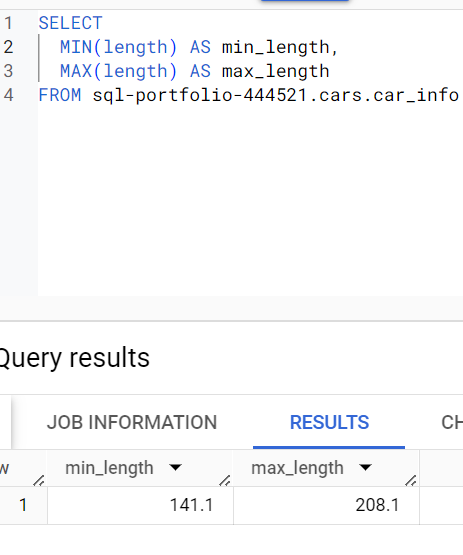 1 SELECT
2 MIN(length) AS min_length,
3 MAX(length) AS max_length
4 FROM sql-portfolio-444521.cars.car_info
Query results
JOB INFORMATION RESULTS CH
w min_length max_length
1 141.1 208.1